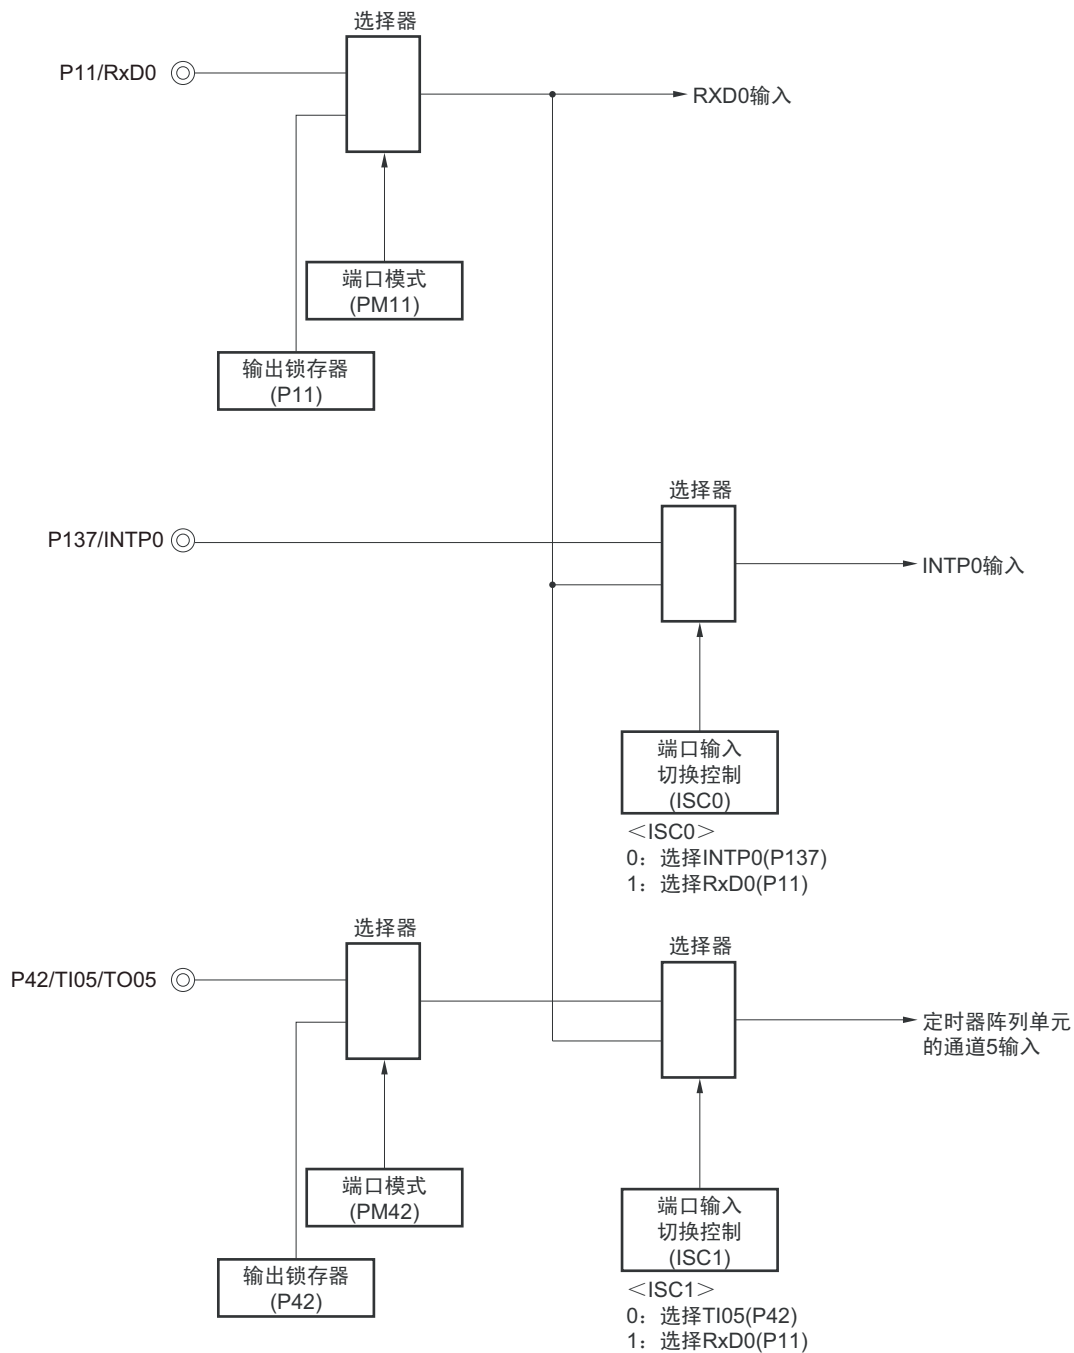 选择器
P11/RxD0
RXD0输入
端口模式
(PM11)
输出锁存器
(P11)
选择器
P137/INTP0
INTP0输入
端口输入
切换控制
(ISC0)
＜ISC0＞
0：选择INTP0(P137)
1：选择RxD0(P11)
选择器
选择器
P42/TI05/TO05
定时器阵列单元
的通道5输入
端口模式
(PM42)
端口输入
切换控制
(ISC1)
输出锁存器
(P42)
＜ISC1＞
0：选择TI05(P42)
1：选择RxD0(P11)